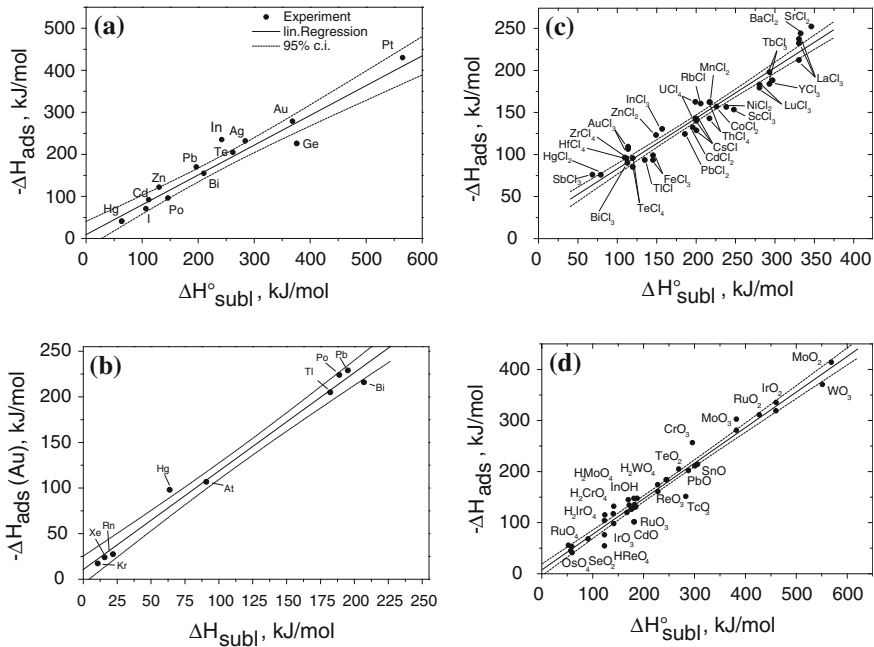 (a)
Experiment
lin.Regression
95% c.i.
Pt
Au
In
Ag
Te
Ge
Pb
Bi
Zn
Cd
Po
Hg
I
500
400
300
200
100
0
0 100 200 300 400 500 600
-ΔHads, kJ/mol
ΔH°subl , kJ/mol
(c)
BaCl2
SrCl2
TbCl3
MnCl2
RbCl
UCl4
LaCl3
InCl3
YCl3
ZnCl2
LuCl3
AuCl3
NiCl2
ScCl3
ZrCl4
CoCl2
HfCl4
ThCl4
CsCl
HgCl2
CdCl2
PbCl2
SbCl3
FeCl3
TlCl
TeCl4
BiCl3
250
200
150
100
50
0
0 50 100 150 200 250 300 350 400
-ΔHads, kJ/mol
ΔH°subl , kJ/mol
(b)
Po
Pb
Tl
Bi
Hg
At
Rn
Xe
Kr
250
225
200
175
150
125
100
75
50
25
0
0 25 50 75 100 125 150 175 200 225 250
-ΔHads (Au), kJ/mol
ΔHsubl , kJ/mol
(d)
MoO2
IrO2
RuO2
WO3
MoO3
CrO3
TeO2
H2WO4
H2MoO4
SnO
PbO
InOH
H2CrO4
ReO3
TcO3
H2IrO4
RuO3
RuO4
CdO
IrO3
HReO4
SeO2
OsO4
400
300
200
100
0
0 100 200 300 400 500 600
-ΔHads, kJ/mol
ΔH°subl , kJ/mol